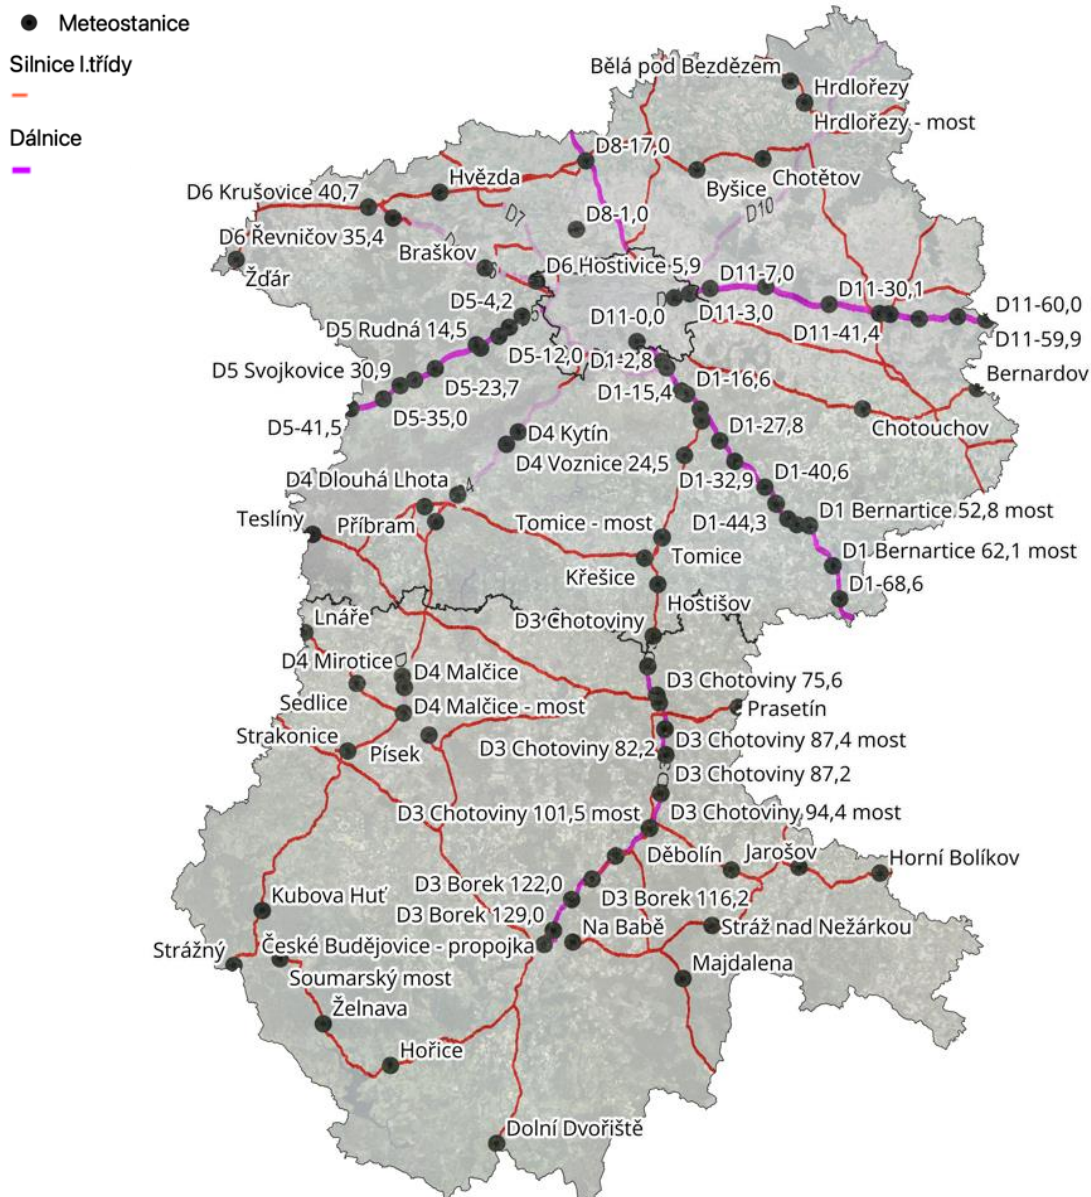 Meteostanice
Silnice I.třídy
Dálnice
Bělá pod Bezdězem
Hrdlořezy
Hrdlořezy - most
D8-17,0
Hvězda
Byšice
Chotětov
D6 Krušovice 40,7
D7
D8-1,0
D10
D6 Řevničov 35,4
Braškov
Žďár
D6 Hostivice 5,9
D11-7,0
D5-4,2
D11-30,1
D11-60,0
D11-0,0
D11-3,0
D5 Rudná 14,5
D11-41,4
D11-59,9
D5-12,0
D1-2,8
D5 Svojkovice 30,9
D1-16,6
Bernardov
D5-23,7
D1-15,4
D5-35,0
D5-41,5
Chotouchov
D1-27,8
D4 Kytín
D4 Voznice 24,5
D1-40,6
D4 Dlouhá Lhota
D1-32,9
Teslíny
Příbram
Tomice - most
D1-44,3
D1 Bernartice 52,8 most
Tomice
D1 Bernartice 62,1 most
Křešice
D1-68,6
Hostišov
Lnáře
D3 Chotoviny
D4 Mirotice
D4 Malčice
D3 Chotoviny 75,6
Sedlice
D4 Malčice - most
Prasetín
Strakonice
Písek
D3 Chotoviny 82,2
D3 Chotoviny 87,4 most
D3 Chotoviny 87,2
D3 Chotoviny 101,5 most
D3 Chotoviny 94,4 most
Děbolín
Jarošov
Horní Bolíkov
D3 Borek 122,0
Kubova Huť
D3 Borek 116,2
D3 Borek 129,0
Na Babě
Stráž nad Nežárkou
Strážný
České Budějovice - propojka
Majdalena
Soumarský most
Želnava
Hořice
Dolní Dvořiště